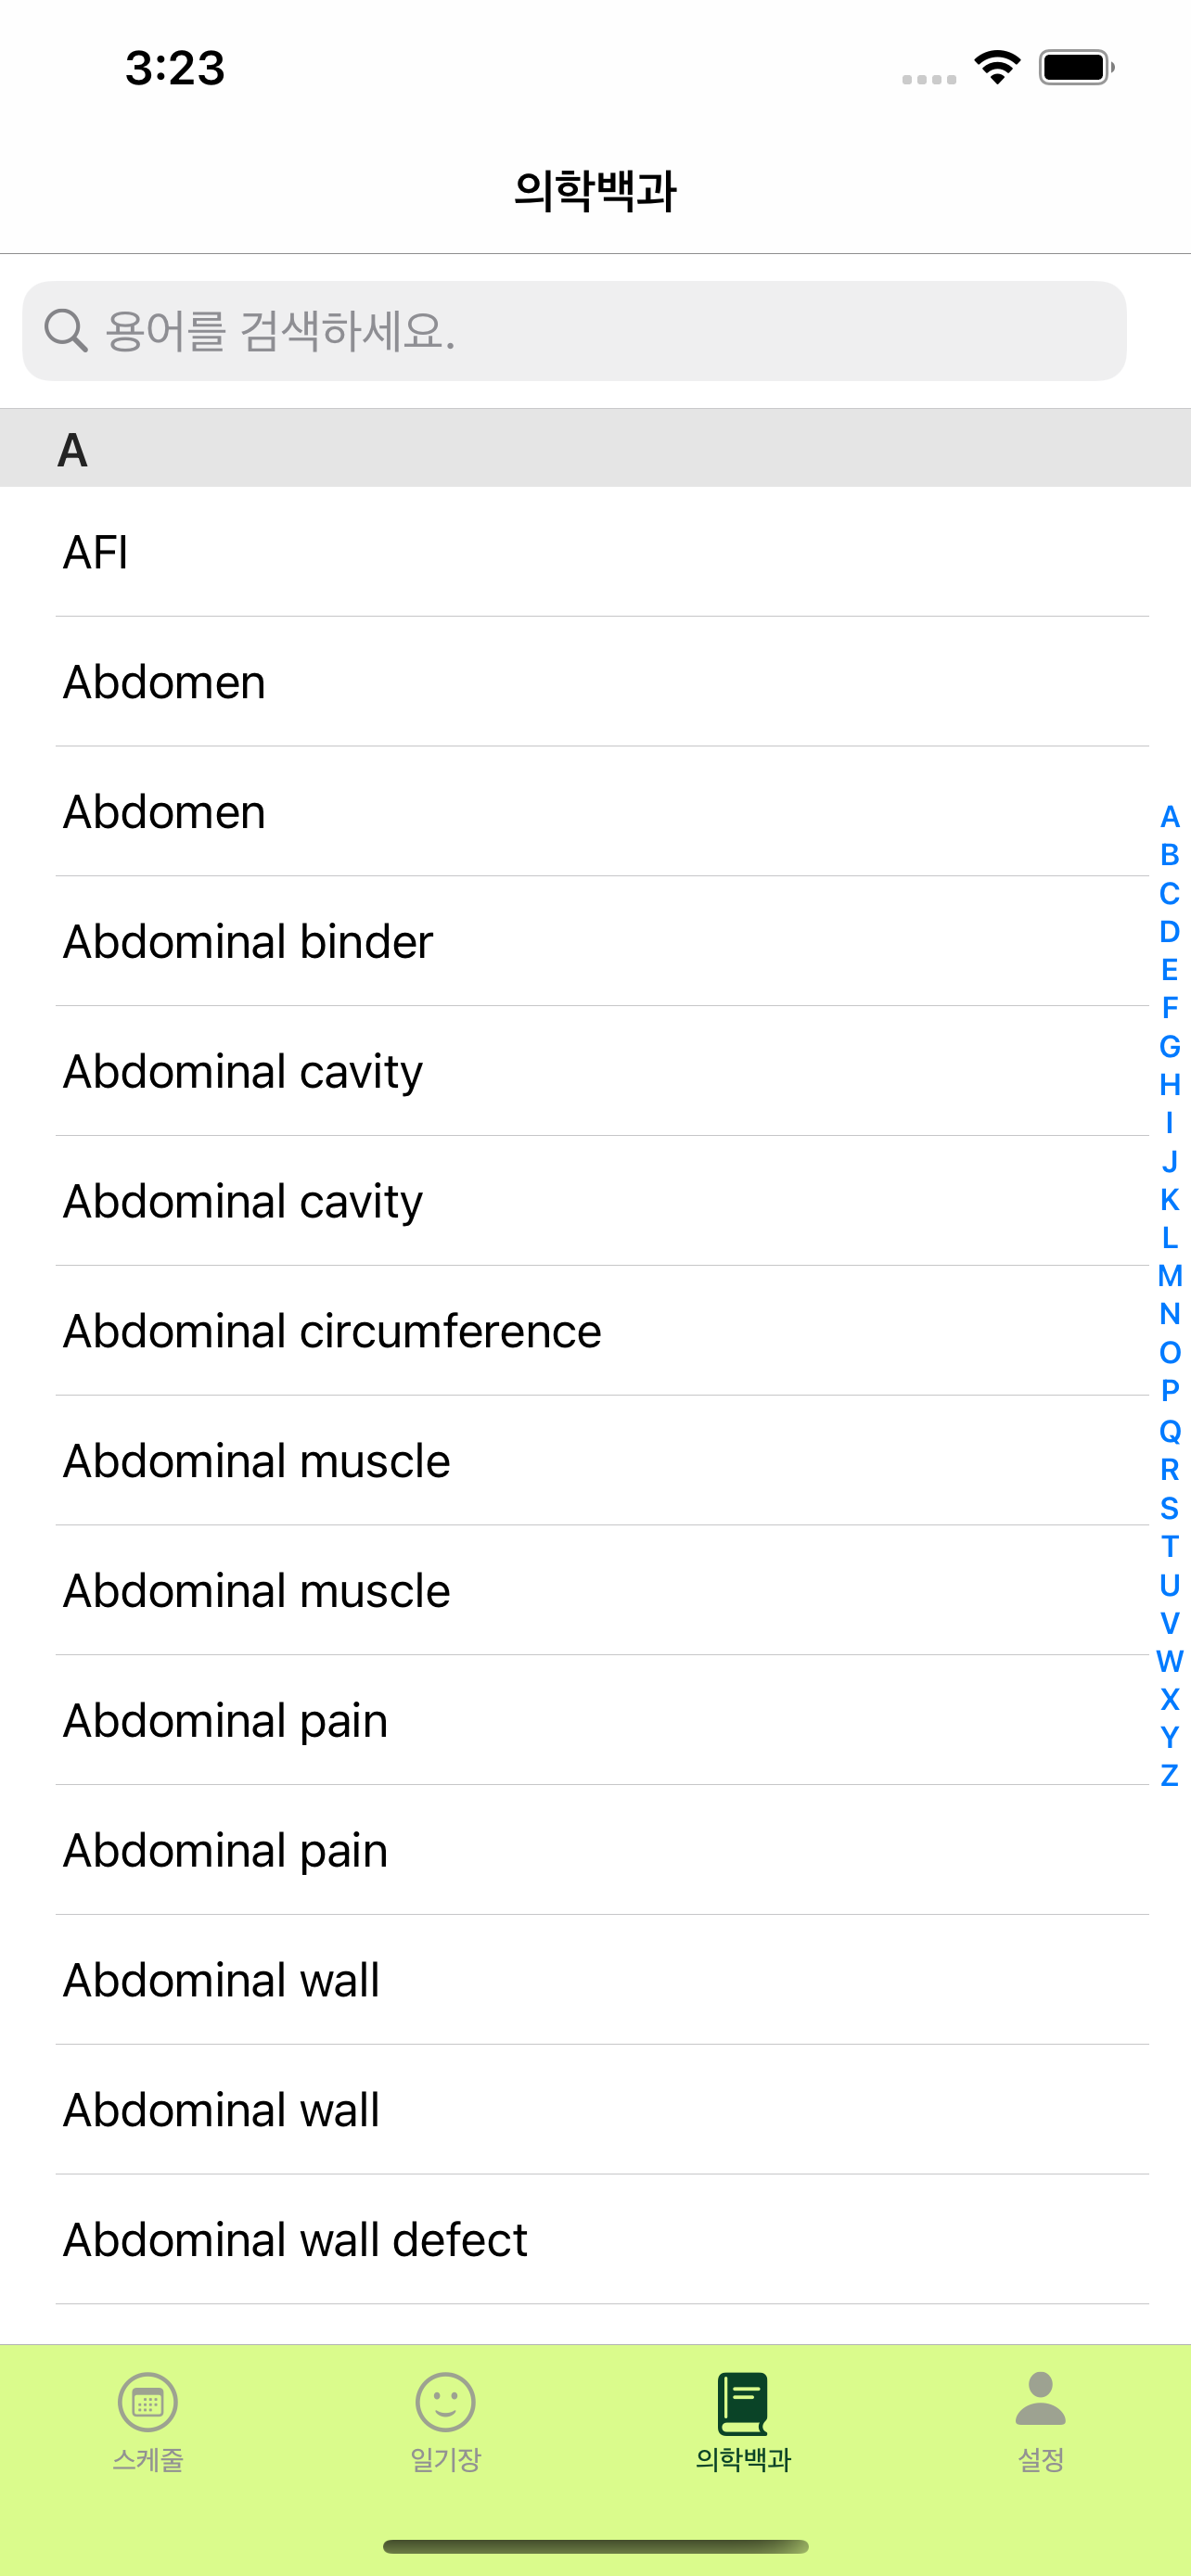 3:23
의학백과
용어를 검색하세요.
A
AFI
Abdomen
Abdomen
Abdominal binder
Abdominal cavity
Abdominal cavity
Abdominal circumference
Abdominal muscle
Abdominal muscle
Abdominal pain
Abdominal pain
Abdominal wall
Abdominal wall
Abdominal wall defect
A
B
C
D
E
F
G
H
I
J
K
L
M
N
O
P
Q
R
S
T
U
V
W
X
Y
Z
스케줄
일기장
의학백과
설정